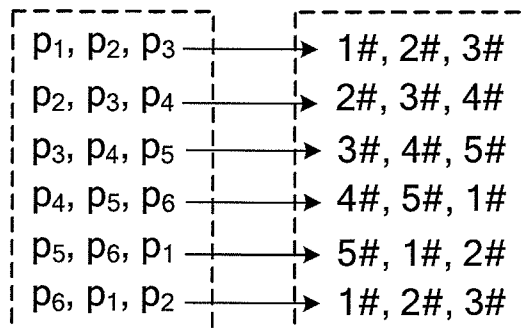 p₁, p₂, p₃ → 1#, 2#, 3#
p₂, p₃, p₄ → 2#, 3#, 4#
p₃, p₄, p₅ → 3#, 4#, 5#
p₄, p₅, p₆ → 4#, 5#, 1#
p₅, p₆, p₁ → 5#, 1#, 2#
p₆, p₁, p₂ → 1#, 2#, 3#